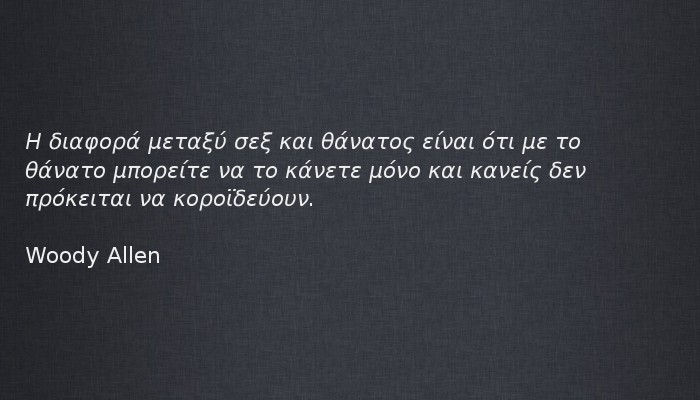 Η διαφορά μεταξύ σεξ και θάνατος είναι ότι με το
θάνατο μπορείτε να το κάνετε μόνο και κανείς δεν
πρόκειται να κοροϊδεύουν.
Woody Allen